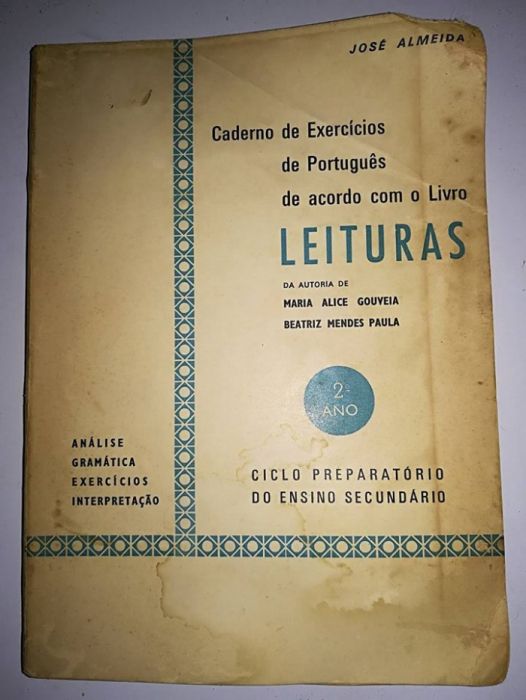 JOSÉ ALMEIDA
Caderno de Exercícios
de Português
de acordo com o Livro
LEITURAS
DA AUTORIA DE
MARIA ALICE GOUVEIA
BEATRIZ MENDES PAULA
2º
ANO
ANÁLISE
GRAMÁTICA
EXERCÍCIOS
INTERPRETAÇÃO
CICLO PREPARATÓRIO
DO ENSINO SECUNDÁRIO